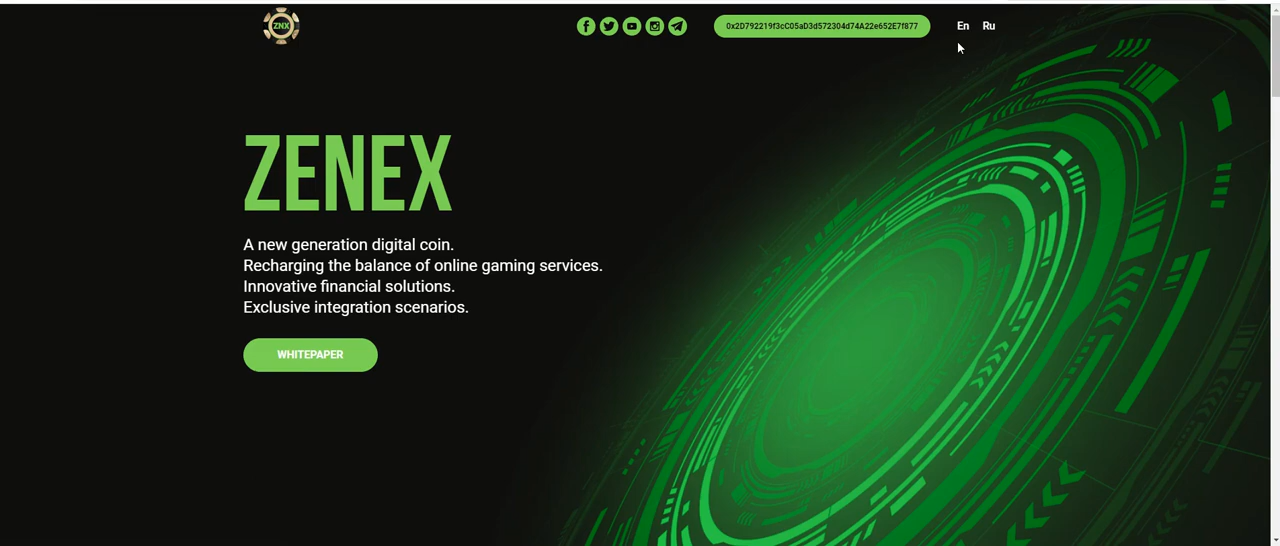 ZNX
0x2D792219f3cC05aD3d572304d74A22e652E7f877
En Ru
ZENEX
A new generation digital coin.
Recharging the balance of online gaming services.
Innovative financial solutions.
Exclusive integration scenarios.
WHITEPAPER